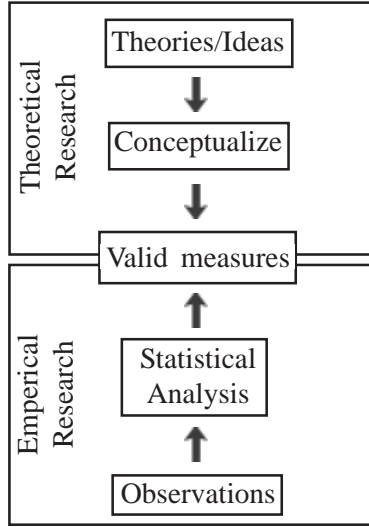 Theories/Ideas
Theoretical
Research
Conceptualize
Valid measures
Emperical
Research
Statistical
Analysis
Observations